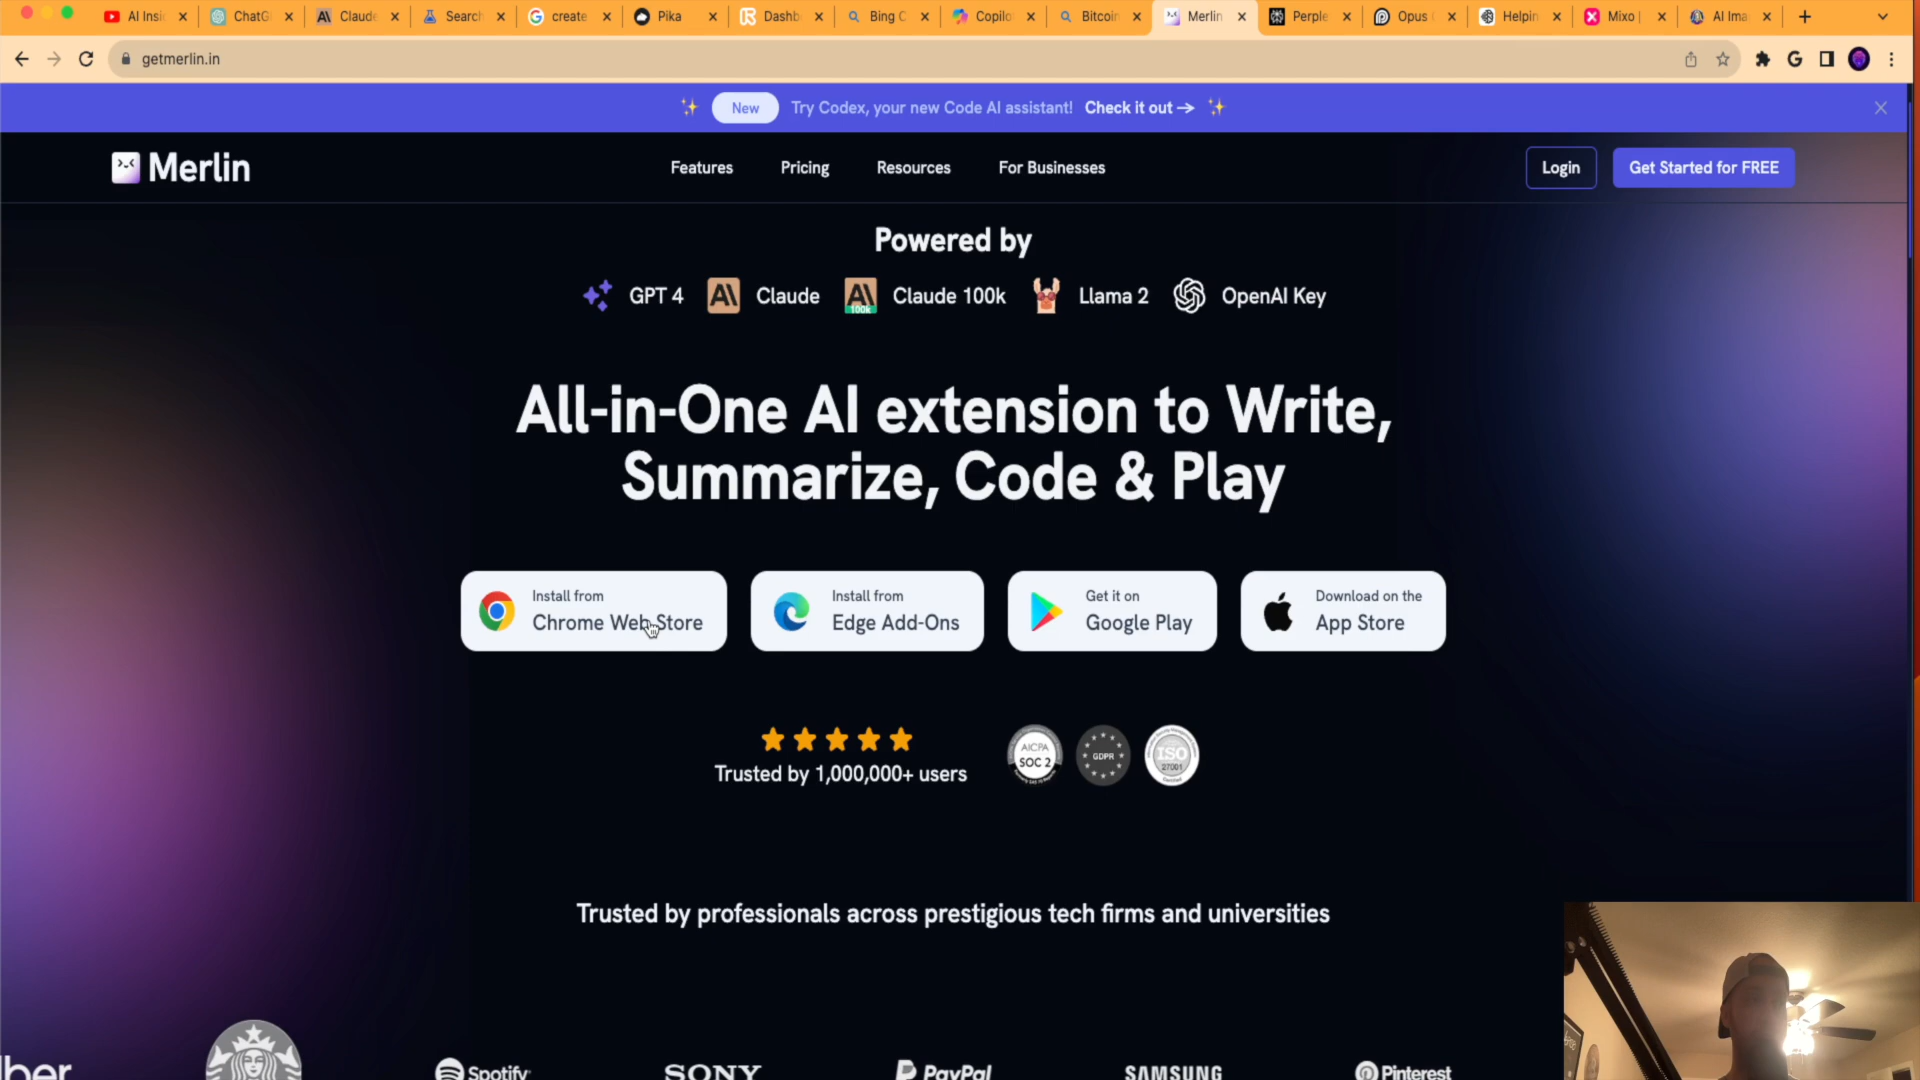 AI Insi
ChatG
Claude
Search
create
Pika
Dashb
Bing C
Copilo
Bitcoin
Merlin
Perple
Opus
Helpin
Mixo |
AI Ima
getmerlin.in
New
Try Codex, your new Code AI assistant! Check it out →
Merlin
Features
Pricing
Resources
For Businesses
Login
Get Started for FREE
Powered by
GPT 4
Claude
100k
Claude 100k
Llama 2
OpenAI Key
All-in-One AI extension to Write,
Summarize, Code & Play
Install from
Chrome Web Store
Install from
Edge Add-Ons
Get it on
Google Play
Download on the
App Store
Trusted by 1,000,000+ users
AICPA
SOC 2
GDPR
ISO
27001
Trusted by professionals across prestigious tech firms and universities
ber
Spotify
SONY
PayPal
SAMSUNG
Pinterest